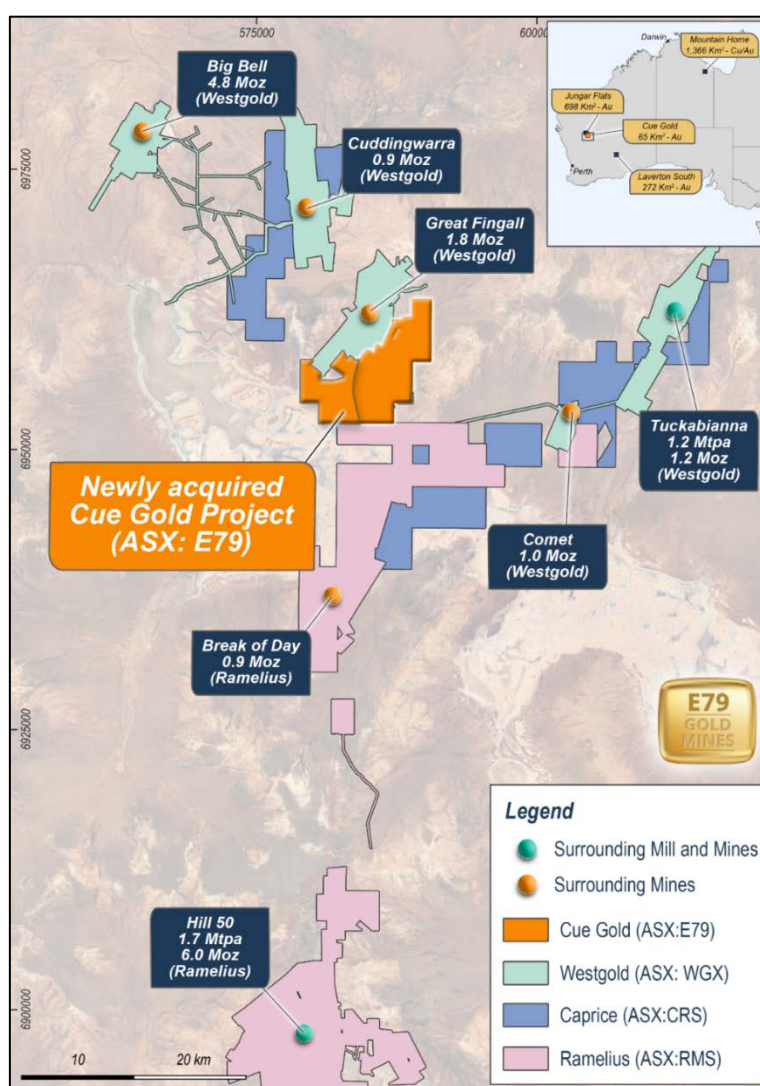 575000
600000
6975000
6950000
6925000
6900000
Big Bell
4.8 Moz
(Westgold)
Cuddingwarra
0.9 Moz
(Westgold)
Great Fingall
1.8 Moz
(Westgold)
Darwin
Mountain Home
1,366 Km² - Cu/Au
Jungar Flats
698 Km² - Au
Cue Gold
65 Km² - Au
Perth
Laverton South
272 Km² - Au
Tuckabianna
1.2 Mtpa
1.2 Moz
(Westgold)
Newly acquired
Cue Gold Project
(ASX: E79)
Comet
1.0 Moz
(Westgold)
Break of Day
0.9 Moz
(Ramelius)
E79
GOLD
MINES
Hill 50
1.7 Mtpa
6.0 Moz
(Ramelius)
Legend
Surrounding Mill and Mines
Surrounding Mines
Cue Gold (ASX:E79)
Westgold (ASX: WGX)
Caprice (ASX:CRS)
Ramelius (ASX:RMS)
10
20 km